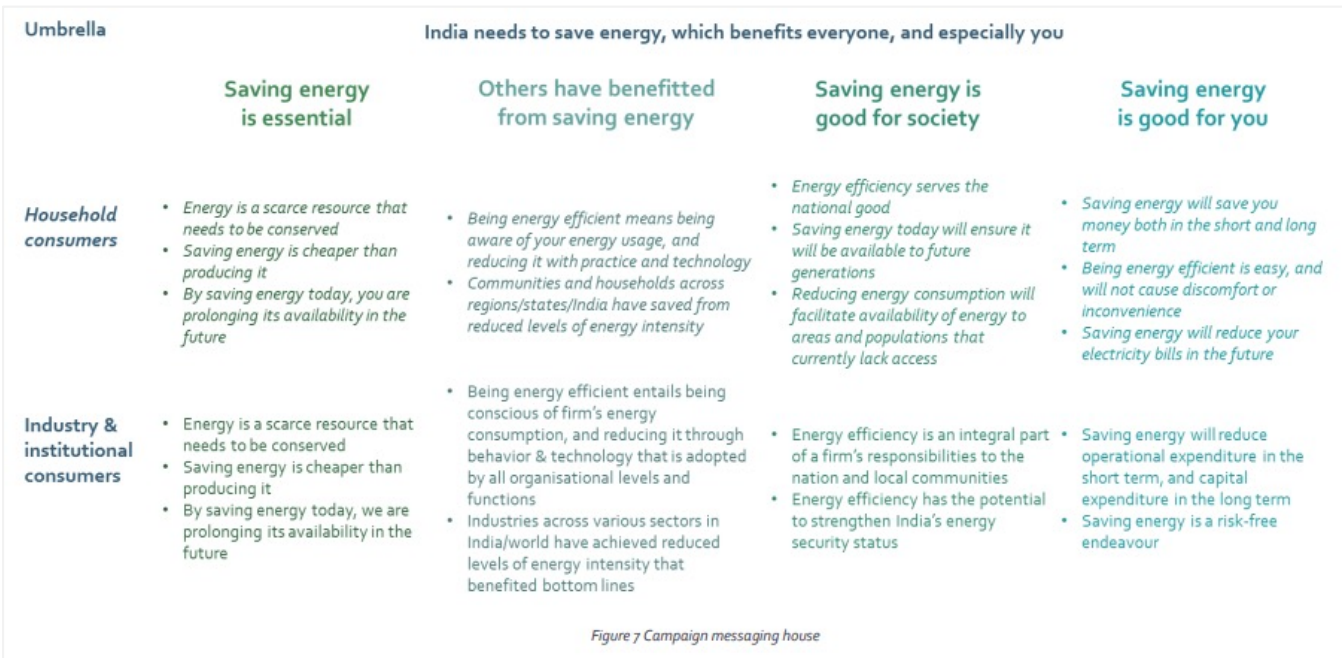 Umbrella
India needs to save energy, which benefits everyone, and especially you
Saving energy
is essential
Others have benefitted
from saving energy
Saving energy is
good for society
Saving energy
is good for you
Household
consumers
• Energy is a scarce resource that
needs to be conserved
• Saving energy is cheaper than
producing it
• By saving energy today, you are
prolonging its availability in the
future
• Being energy efficient means being
aware of your energy usage, and
reducing it with practice and technology
• Communities and households across
regions/states/India have saved from
reduced levels of energy intensity
• Energy efficiency serves the
national good
• Saving energy today will ensure it
will be available to future
generations
• Reducing energy consumption will
facilitate availability of energy to
areas and populations that
currently lack access
• Saving energy will save you
money both in the short and long
term
• Being energy efficient is easy, and
will not cause discomfort or
inconvenience
• Saving energy will reduce your
electricity bills in the future
Industry &
institutional
consumers
• Energy is a scarce resource that
needs to be conserved
• Saving energy is cheaper than
producing it
• By saving energy today, we are
prolonging its availability in the
future
• Being energy efficient entails being
conscious of firm's energy
consumption, and reducing it through
behavior & technology that is adopted
by all organisational levels and
functions
• Industries across various sectors in
India/world have achieved reduced
levels of energy intensity that
benefited bottom lines
• Energy efficiency is an integral part
of a firm's responsibilities to the
nation and local communities
• Energy efficiency has the potential
to strengthen India's energy
security status
• Saving energy will reduce
operational expenditure in the
short term, and capital
expenditure in the long term
• Saving energy is a risk-free
endeavour
Figure 7 Campaign messaging house